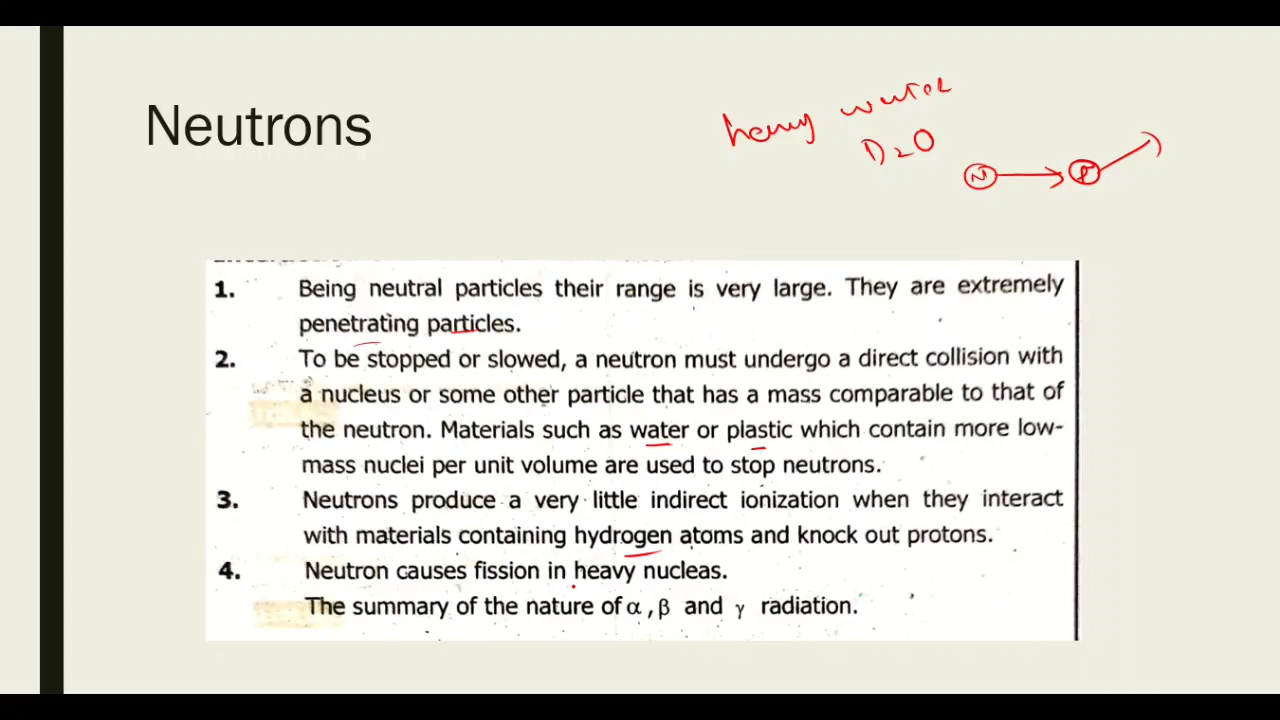 Neutrons
heavy water
D2O
N P
1. Being neutral particles their range is very large. They are extremely
penetrating particles.
2. To be stopped or slowed, a neutron must undergo a direct collision with
a nucleus or some other particle that has a mass comparable to that of
the neutron. Materials such as water or plastic which contain more low-
mass nuclei per unit volume are used to stop neutrons.
3. Neutrons produce a very little indirect ionization when they interact
with materials containing hydrogen atoms and knock out protons.
4. Neutron causes fission in heavy nucleas.
The summary of the nature of α , β and γ radiation.